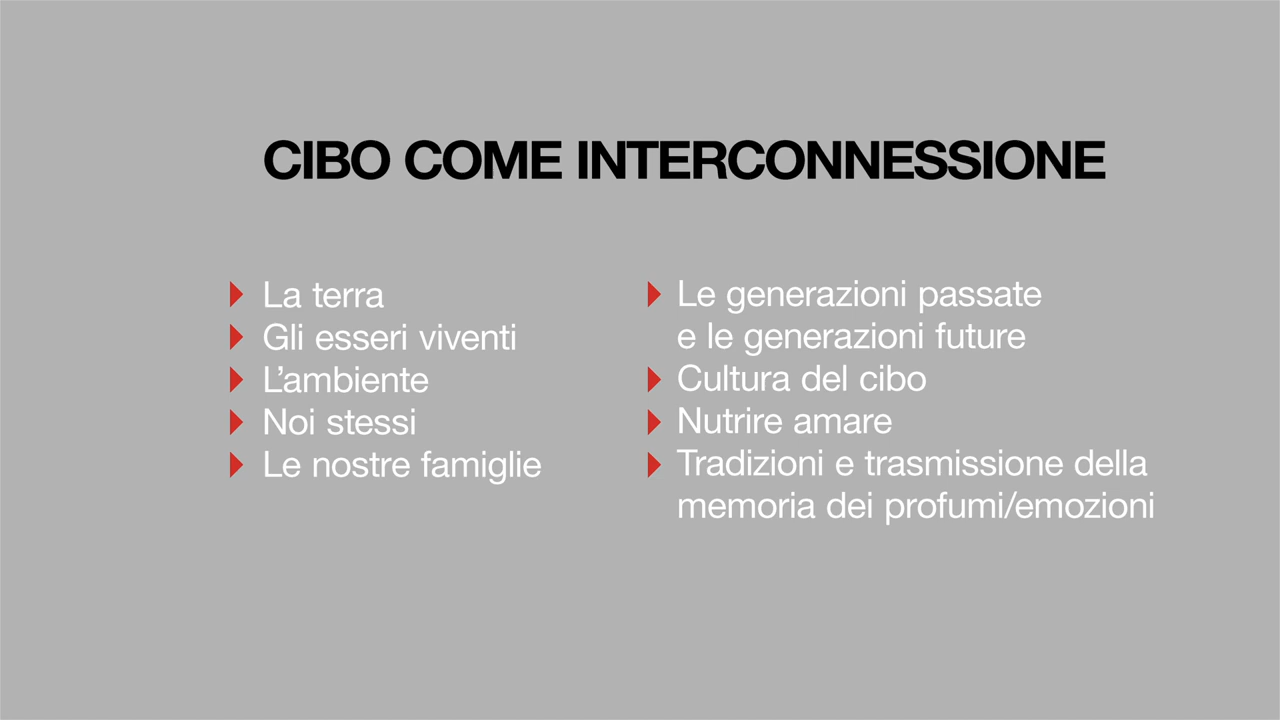 CIBO COME INTERCONNESSIONE
La terra
Gli esseri viventi
L’ambiente
Noi stessi
Le nostre famiglie
Le generazioni passate
e le generazioni future
Cultura del cibo
Nutrire amare
Tradizioni e trasmissione della
memoria dei profumi/emozioni